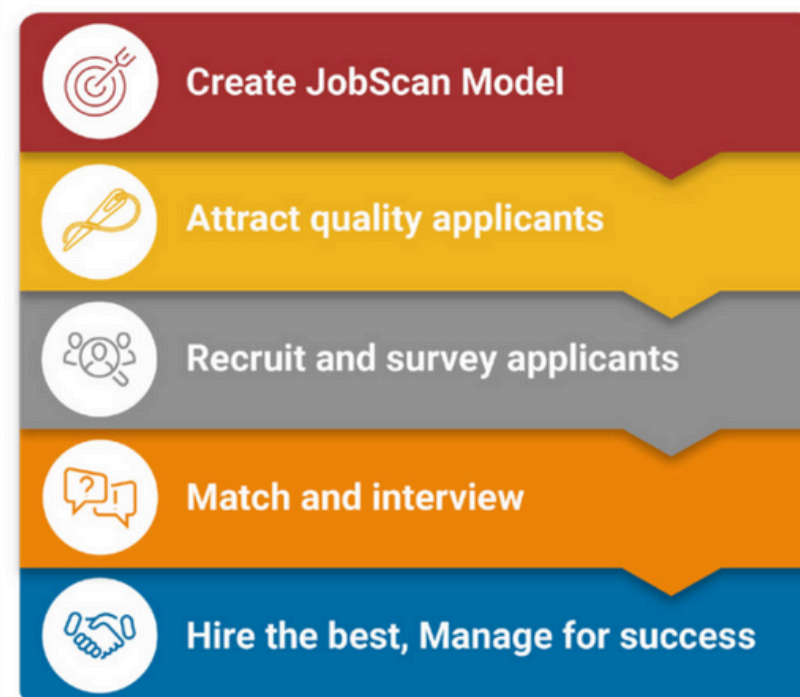 Create JobScan Model
Attract quality applicants
Recruit and survey applicants
? !
Match and interview
Hire the best, Manage for success